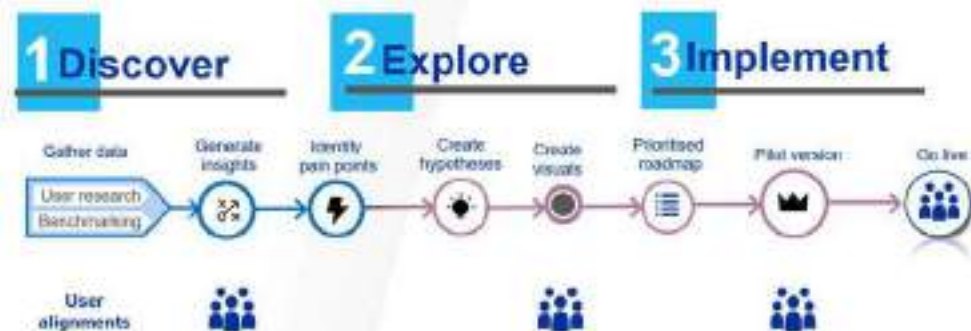 1 Discover
2 Explore
3 Implement
Gather data
User research
Benchmarking
Generate
insights
Identify
pain points
Create
hypotheses
Create
visuals
Prioritised
roadmap
Pilot version
Go live
User
alignments